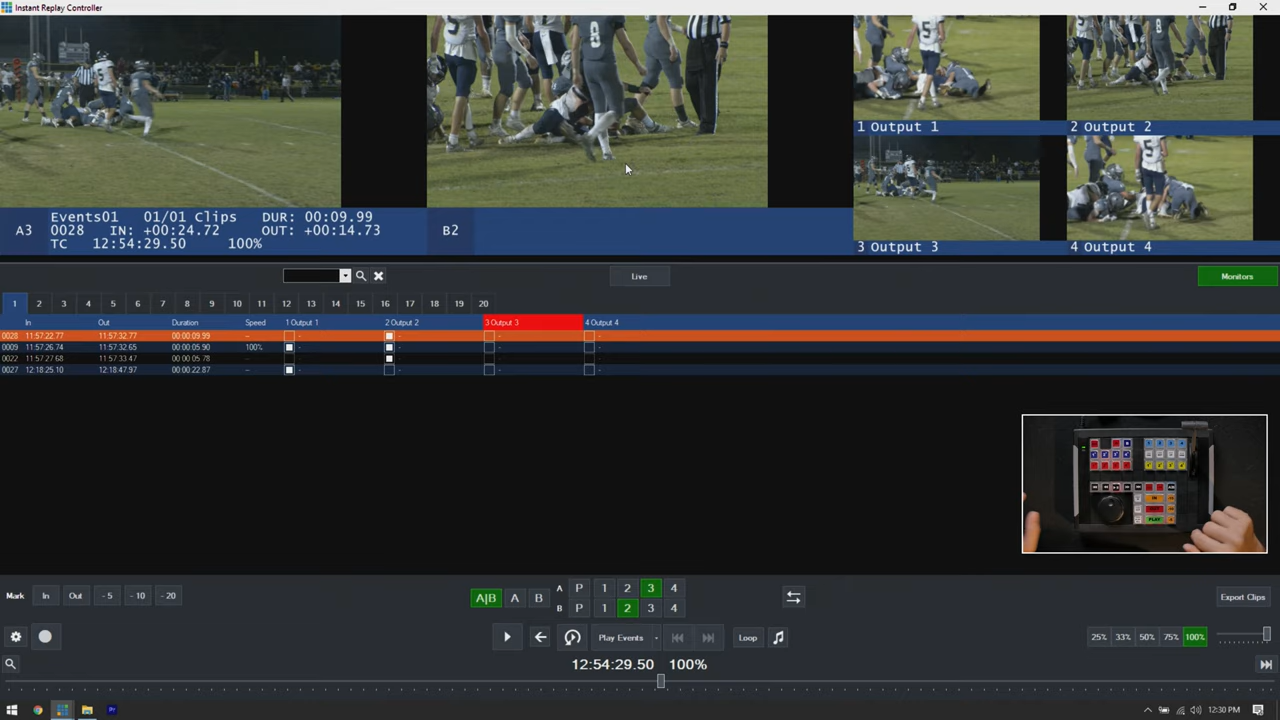 Instant Replay Controller
5
8
5
1 Output 1
2 Output 2
5
3 Output 3
4 Output 4
A3
Events01 01/01 Clips DUR: 00:09.99
0028 IN: +00:24.72 OUT: +00:14.73
TC 12:54:29.50 100%
B2
Live
Monitors
1 2 3 4 5 6 7 8 9 10 11 12 13 14 15 16 17 18 19 20
In Out Duration Speed 1 Output 1 2 Output 2 3 Output 3 4 Output 4
0028 11:57:22.77 11:57:32.77 00:00:09.99 -- - - - -
0009 11:57:26.74 11:57:32.65 00:00:05.90 100% - - - -
0022 11:57:27.68 11:57:33.47 00:00:05.78 --
0027 12:18:25.10 12:18:47.97 00:00:22.87 -- - - - -
Mark In Out - 5 - 10 - 20
A|B A B
A P 1 2 3 4
B P 1 2 3 4
Export Clips
Play Events
Loop
25% 33% 50% 75% 100%
12:54:29.50 100%
IN
OUT
PLAY
Pr
12:30 PM